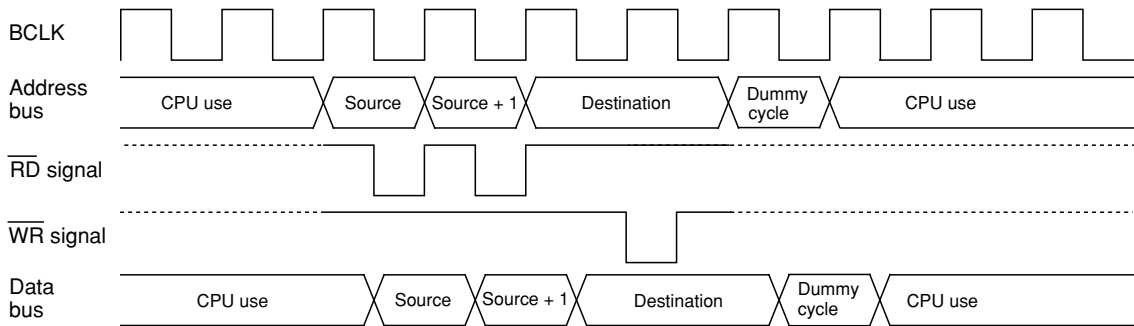 BCLK
Address
bus
CPU use
Source
Source + 1
Destination
Dummy
cycle
CPU use
RD signal
WR signal
Data
bus
CPU use
Source
Source + 1
Destination
Dummy
cycle
CPU use